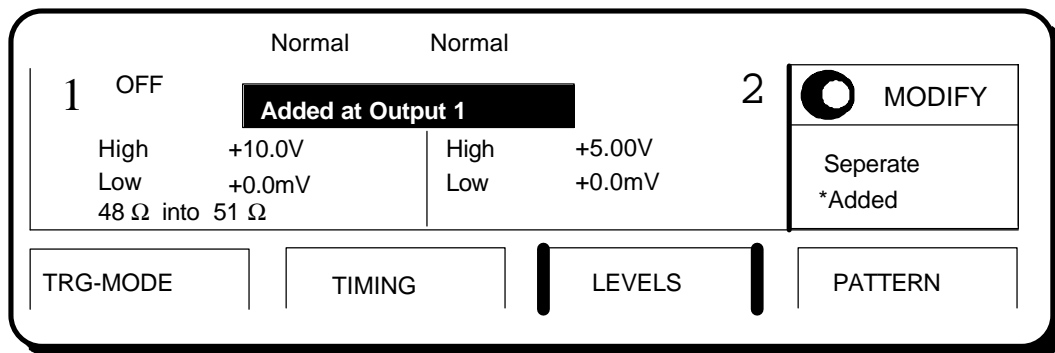 Normal Normal
1 OFF 2 MODIFY
Added at Output 1
High +10.0V High +5.00V
Low +0.0mV Low +0.0mV
48 Ω into 51 Ω
Seperate
*Added
TRG-MODE TIMING LEVELS PATTERN